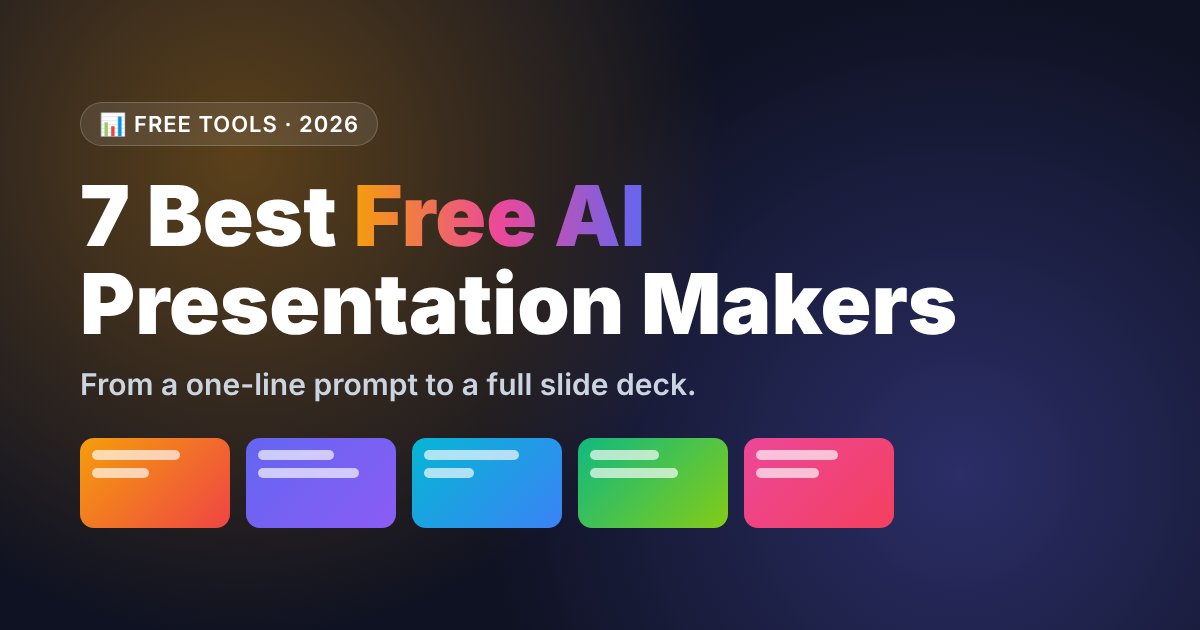 📊 FREE TOOLS · 2026
7 Best Free AI
Presentation Makers
From a one-line prompt to a full slide deck.